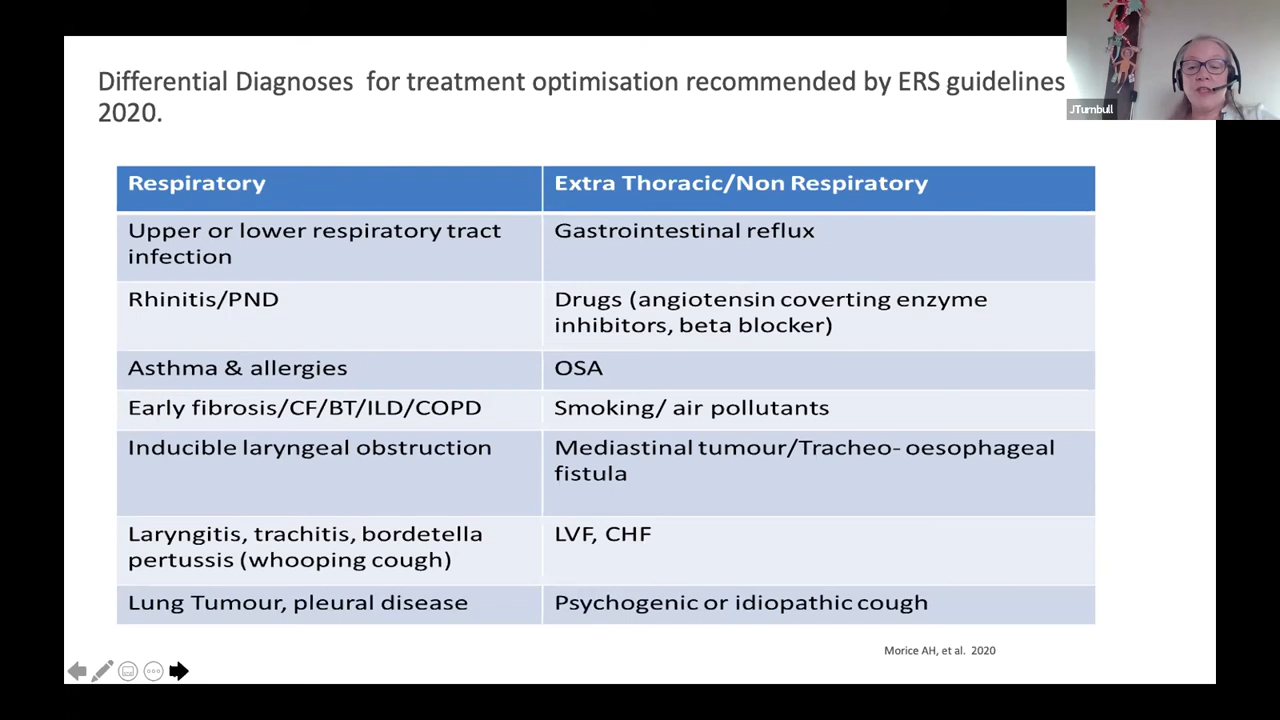 Differential Diagnoses for treatment optimisation recommended by ERS guidelines
2020.
JTurnbull
Respiratory
Extra Thoracic/Non Respiratory
Upper or lower respiratory tract
infection
Gastrointestinal reflux
Rhinitis/PND
Drugs (angiotensin coverting enzyme
inhibitors, beta blocker)
Asthma & allergies
OSA
Early fibrosis/CF/BT/ILD/COPD
Smoking/ air pollutants
Inducible laryngeal obstruction
Mediastinal tumour/Tracheo- oesophageal
fistula
Laryngitis, trachitis, bordetella
pertussis (whooping cough)
LVF, CHF
Lung Tumour, pleural disease
Psychogenic or idiopathic cough
Morice AH, et al. 2020